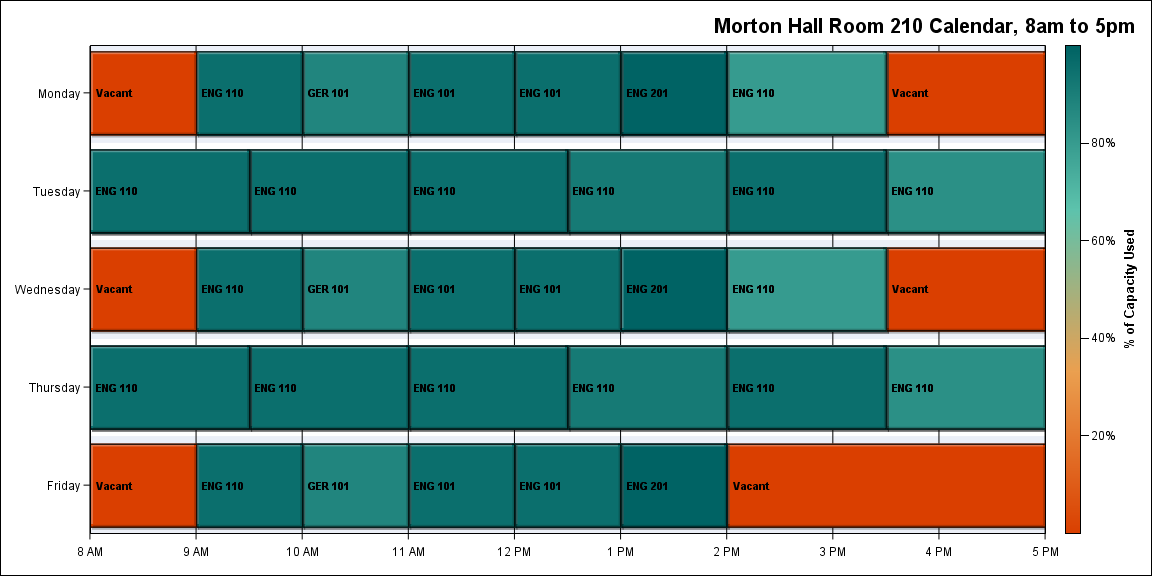 Morton Hall Room 210 Calendar, 8am to 5pm
Monday
Vacant
ENG 110
GER 101
ENG 101
ENG 101
ENG 201
ENG 110
Vacant
Tuesday
ENG 110
ENG 110
ENG 110
ENG 110
ENG 110
ENG 110
Wednesday
Vacant
ENG 110
GER 101
ENG 101
ENG 101
ENG 201
ENG 110
Vacant
Thursday
ENG 110
ENG 110
ENG 110
ENG 110
ENG 110
ENG 110
Friday
Vacant
ENG 110
GER 101
ENG 101
ENG 101
ENG 201
Vacant
8 AM
9 AM
10 AM
11 AM
12 PM
1 PM
2 PM
3 PM
4 PM
5 PM
80%
60%
40%
20%
% of Capacity Used